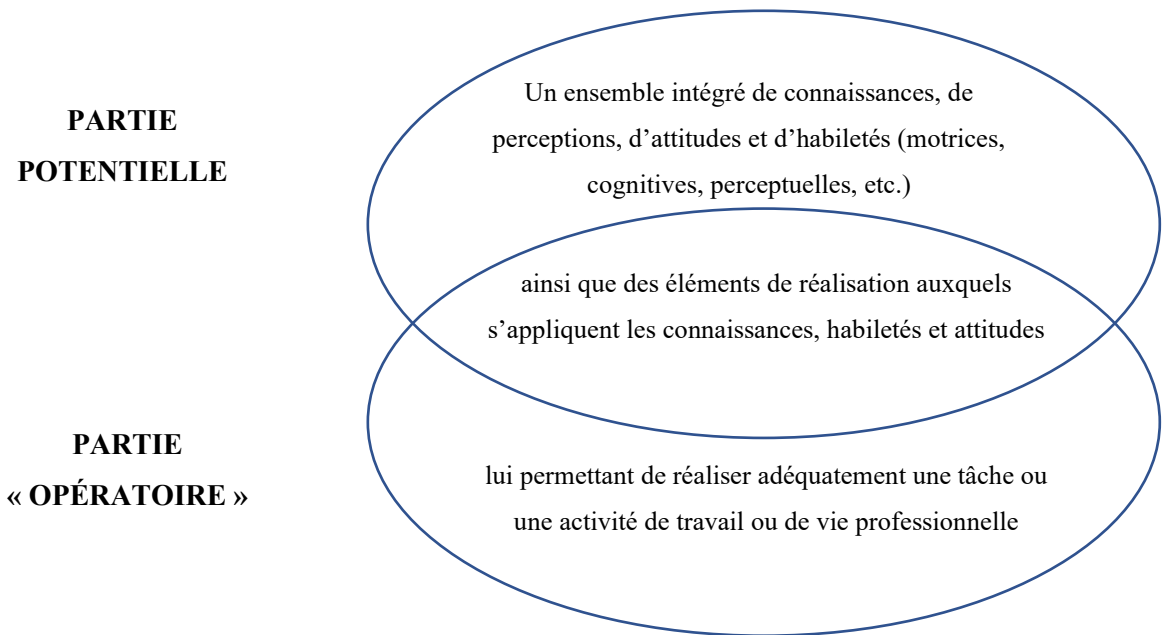 PARTIE
POTENTIELLE
Un ensemble intégré de connaissances, de
perceptions, d’attitudes et d’habiletés (motrices,
cognitives, perceptuelles, etc.)
ainsi que des éléments de réalisation auxquels
s’appliquent les connaissances, habiletés et attitudes
PARTIE
« OPÉRATOIRE »
lui permettant de réaliser adéquatement une tâche ou
une activité de travail ou de vie professionnelle